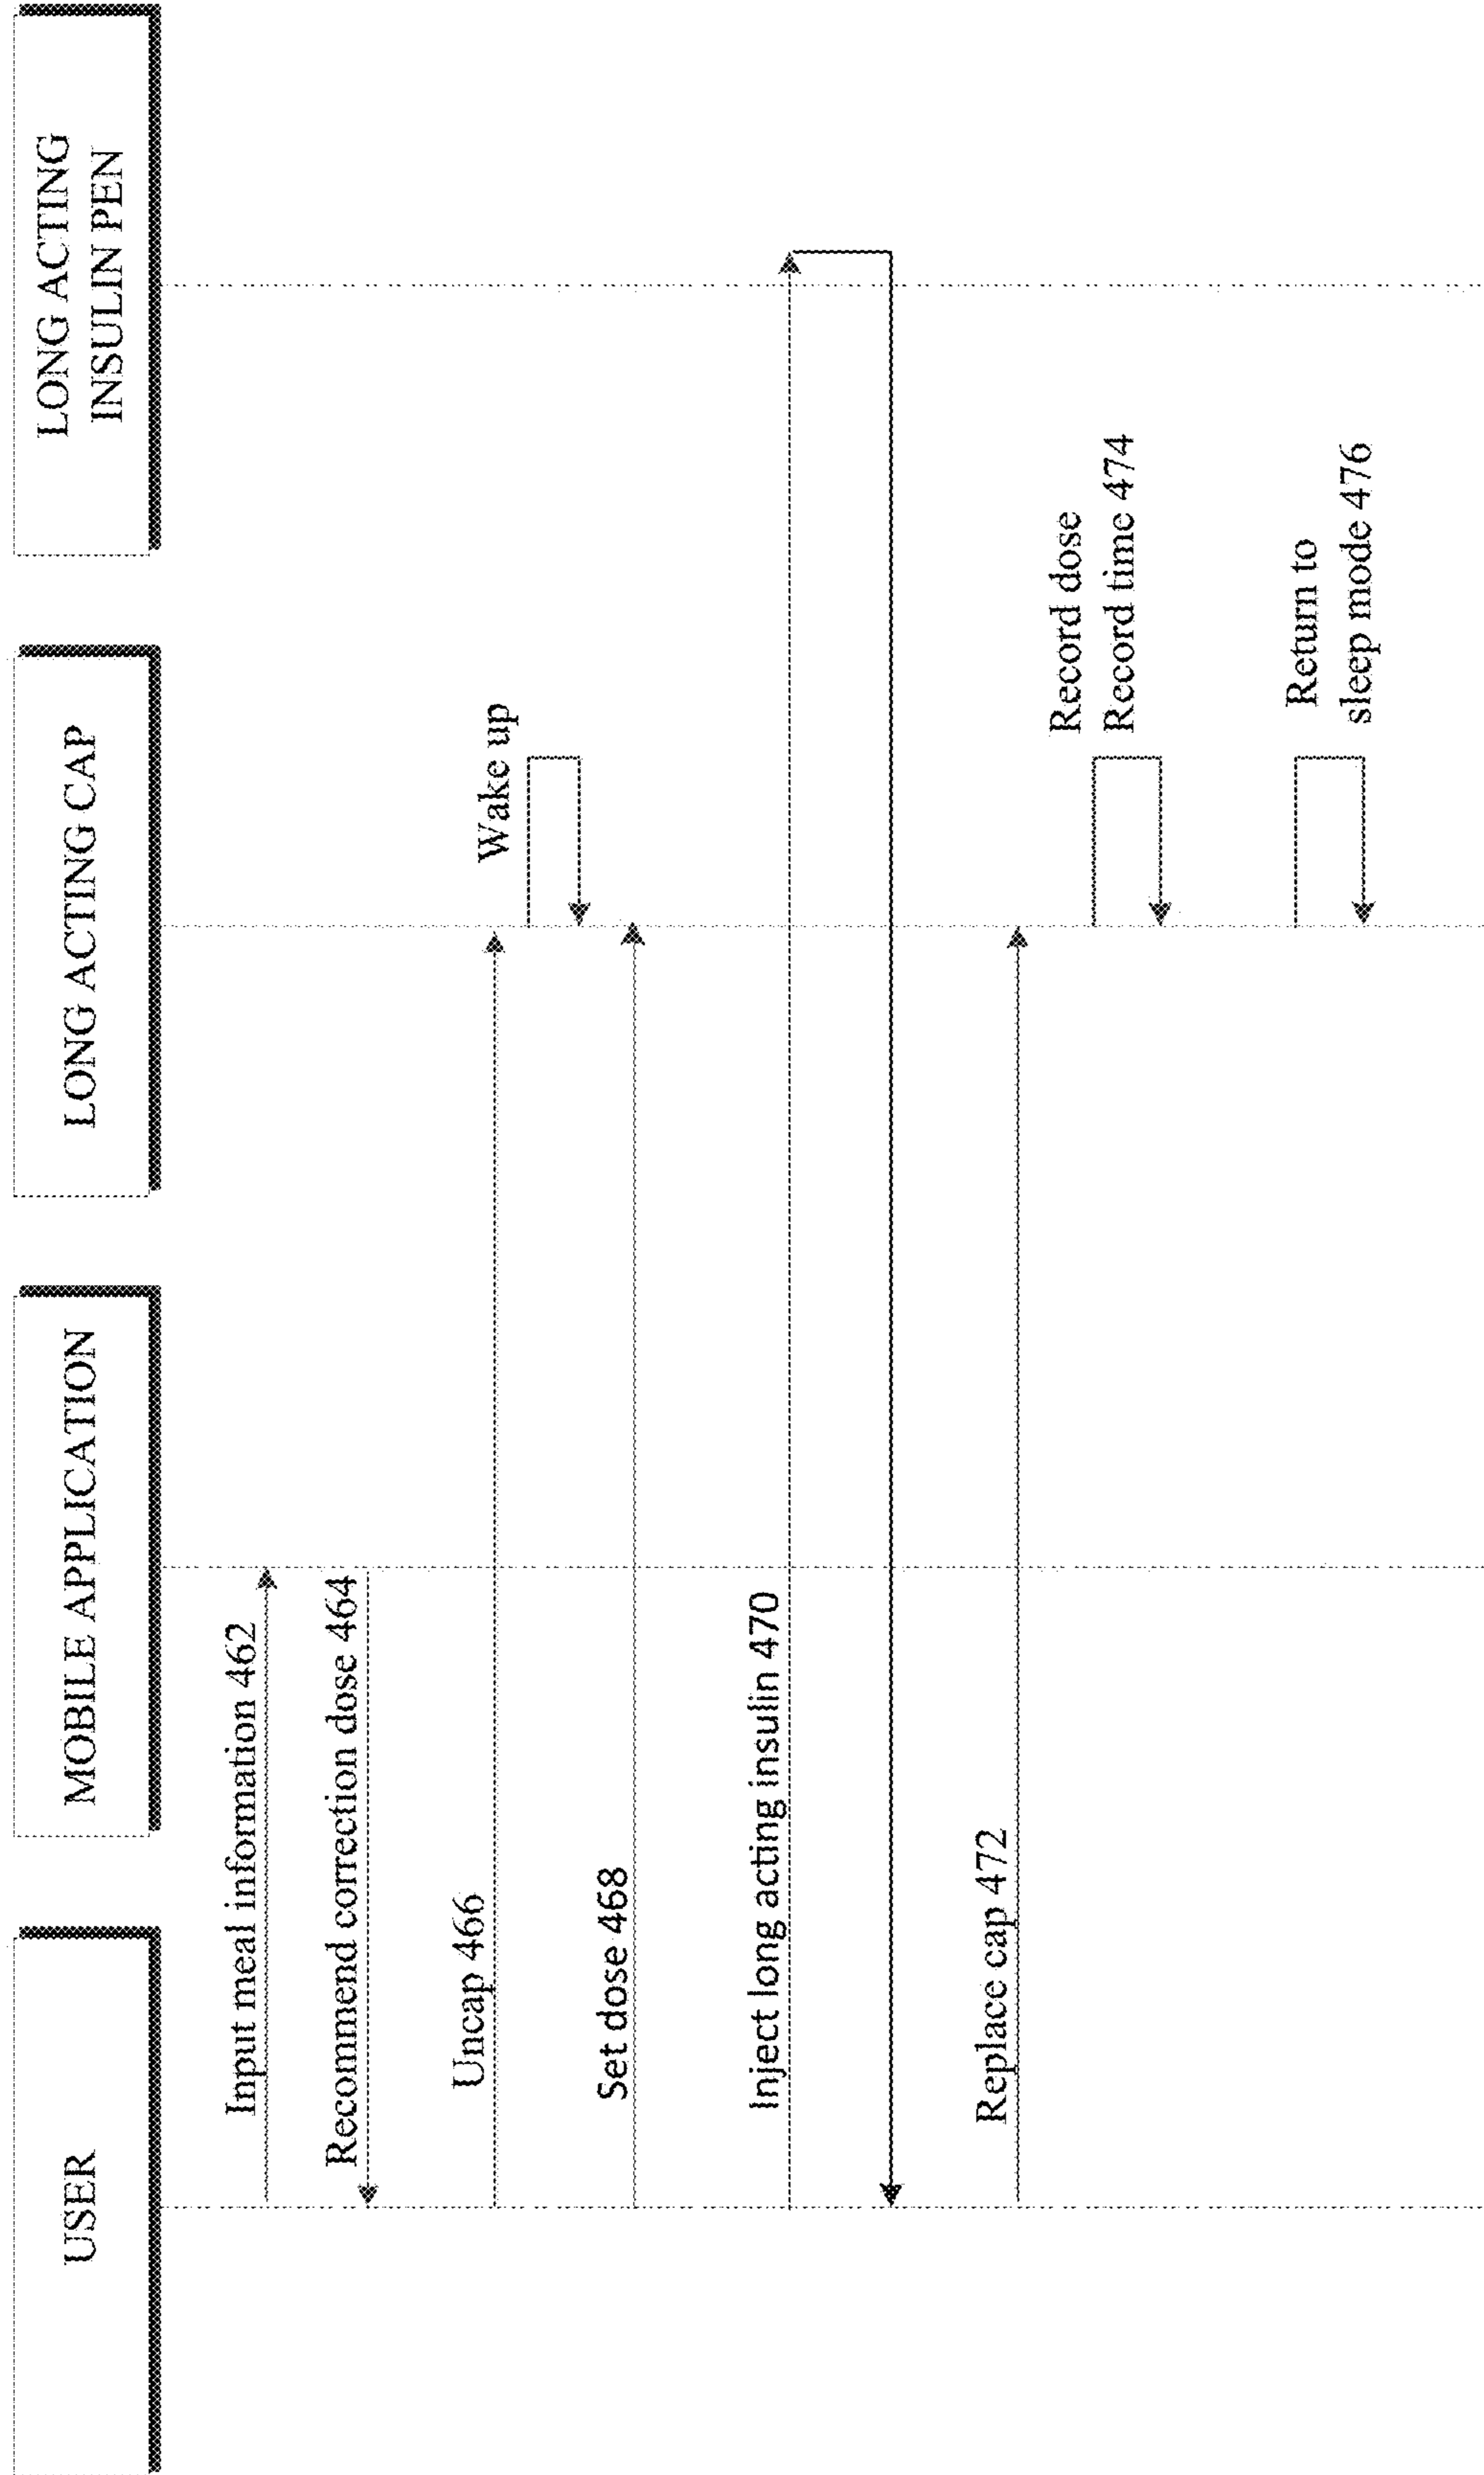 USER
MOBILE APPLICATION
LONG ACTING CAP
LONG ACTING
INSULIN PEN
Input meal information 462
Recommend correction dose 464
Uncap 466
Wake up
Set dose 468
Inject long acting insulin 470
Replace cap 472
Record dose
Record time 474
Return to
sleep mode 476